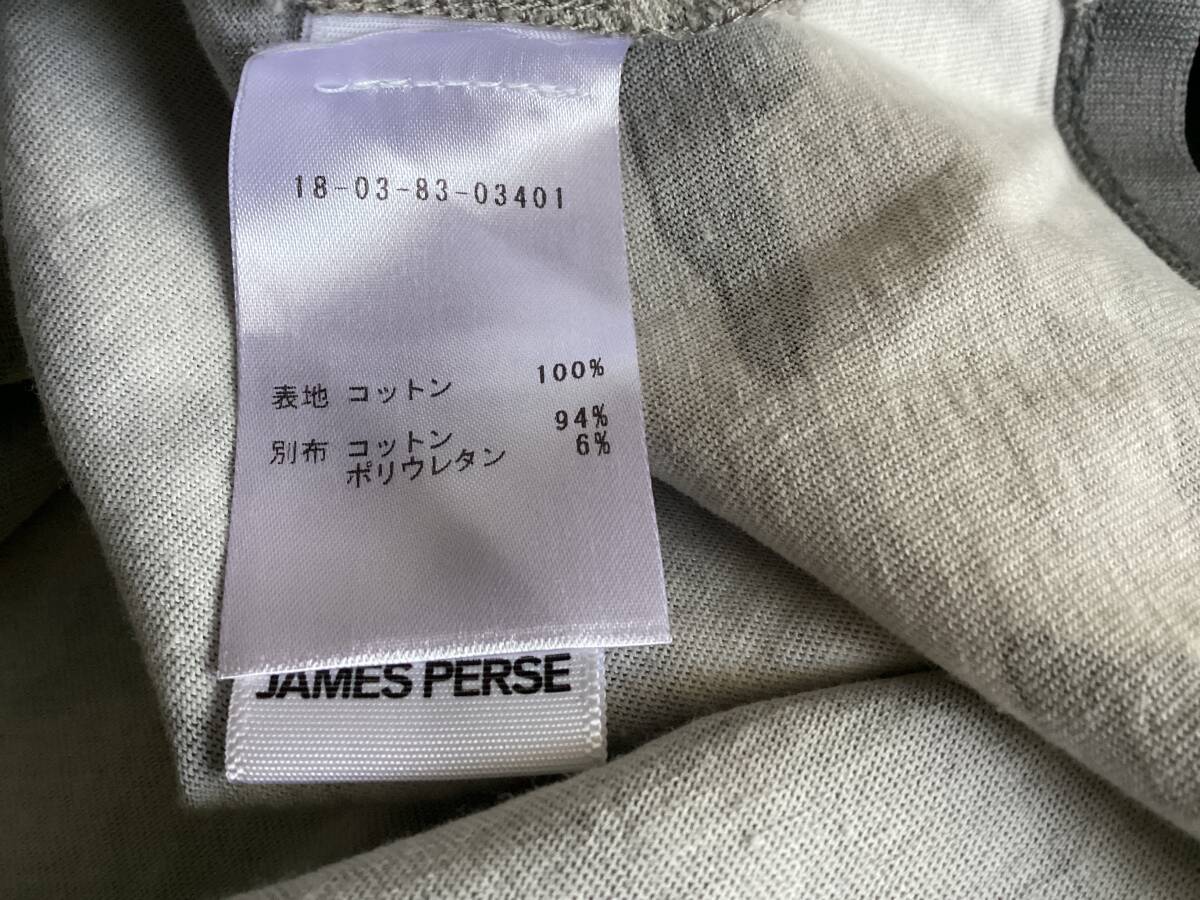 18-03-83-03401
表地 コットン 100%
別布 コットン 94%
ポリウレタン 6%
JAMES PERSE